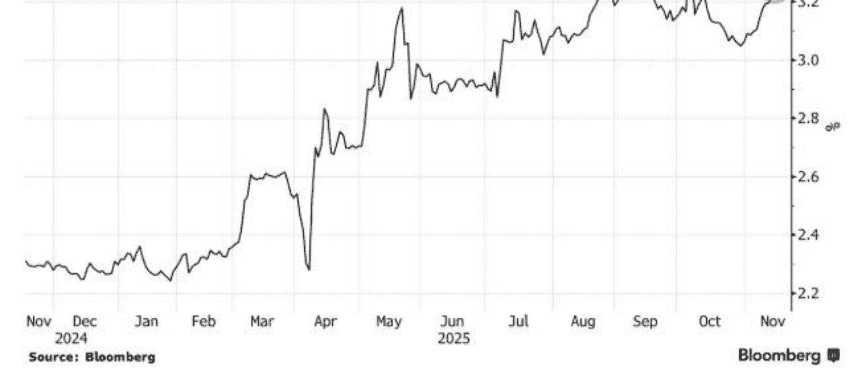 3.2
3.0
2.8
%
2.6
2.4
2.2
Nov Dec Jan Feb Mar Apr May Jun Jul Aug Sep Oct Nov
2024 2025
Source: Bloomberg
Bloomberg